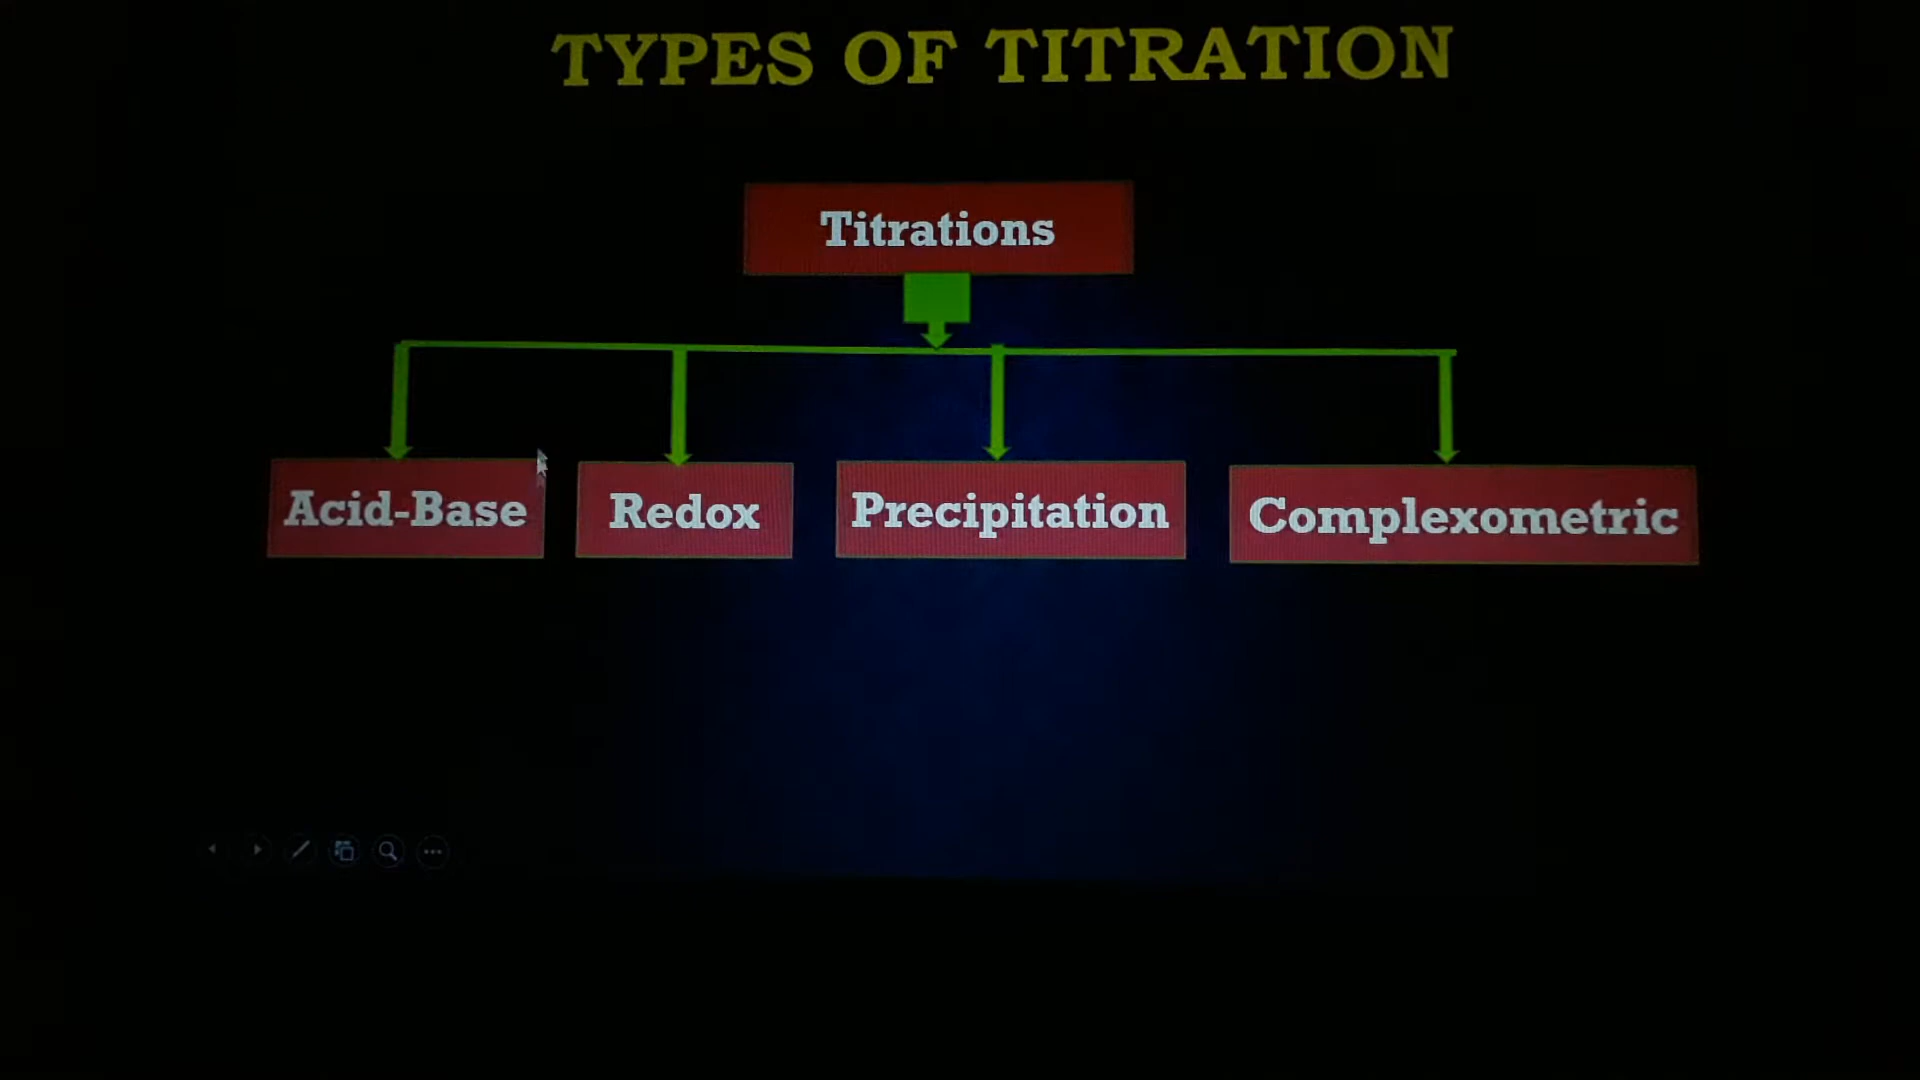 TYPES OF TITRATION
Titrations
Acid-Base
Redox
Precipitation
Complexometric